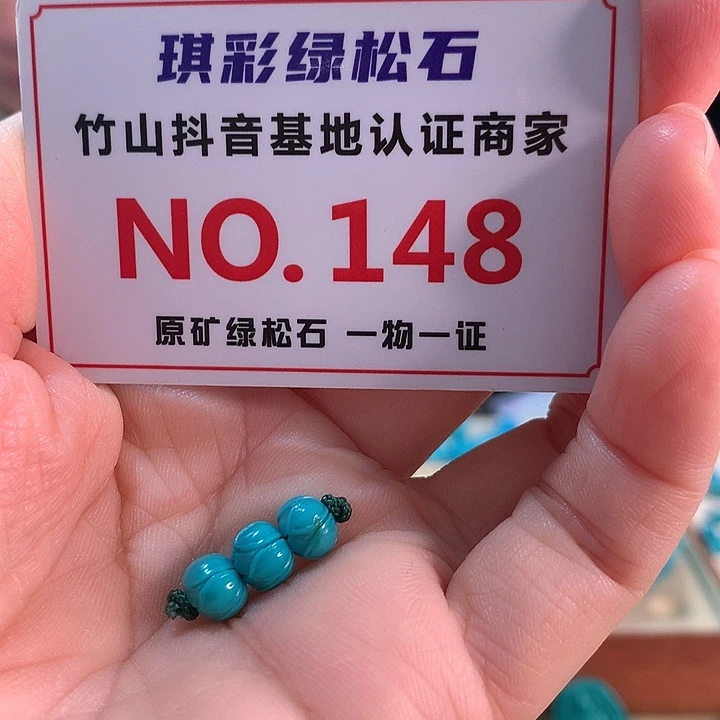 琪彩绿松石
竹山抖音基地认证商家
NO.148
原矿绿松石 一物一证